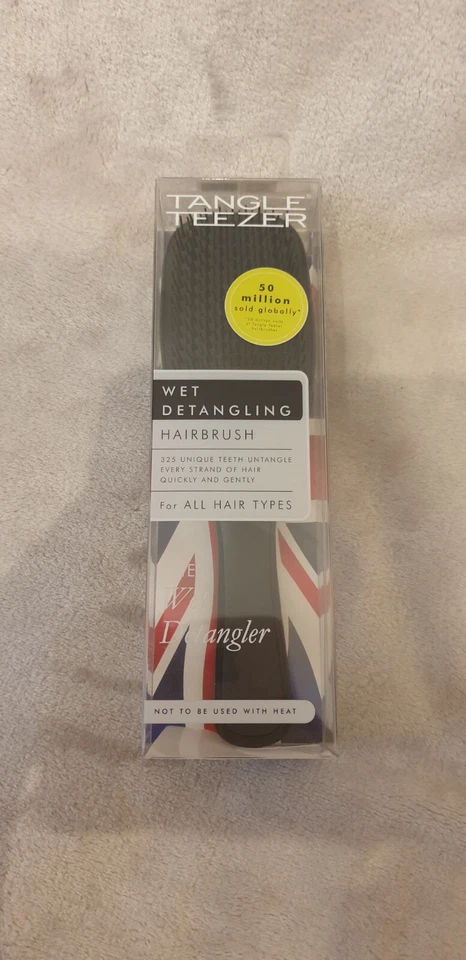 TANGLE
TEEZER
50
million
sold globally*
WET
DETANGLING
HAIRBRUSH
325 UNIQUE TEETH UNTANGLE
EVERY STRAND OF HAIR
QUICKLY AND GENTLY
For ALL HAIR TYPES
Detangler
NOT TO BE USED WITH HEAT